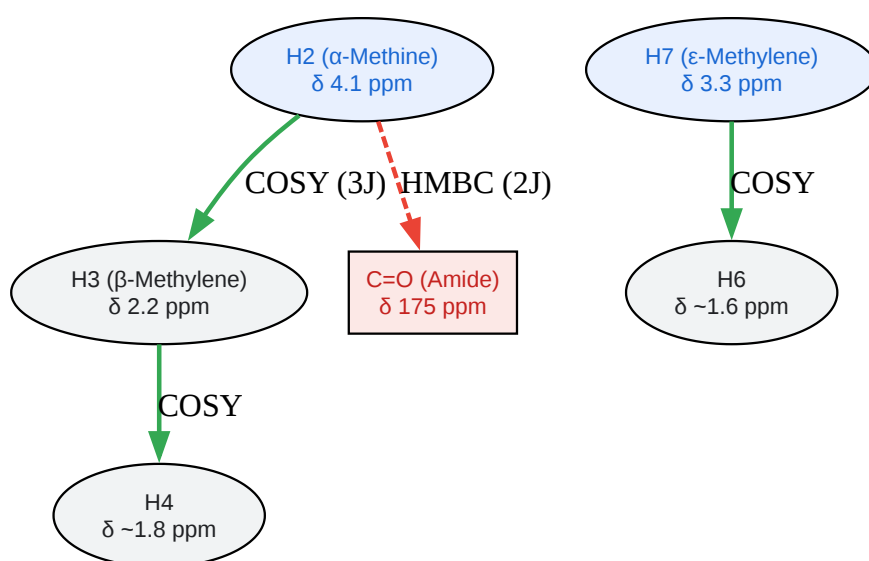 H2 (α-Methine)
δ 4.1 ppm
H7 (ε-Methylene)
δ 3.3 ppm
COSY (3J)
HMBC (2J)
COSY
H3 (β-Methylene)
δ 2.2 ppm
C=O (Amide)
δ 175 ppm
H6
δ ~1.6 ppm
COSY
H4
δ ~1.8 ppm